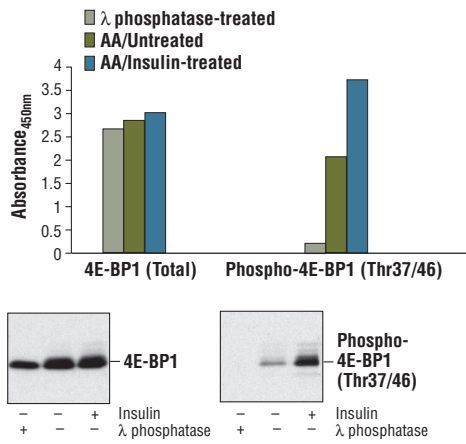 λ phosphatase-treated
AA/Untreated
AA/Insulin-treated
Absorbance450nm
4
3.5
3
2.5
2
1.5
1
0.5
0
4E-BP1 (Total)
Phospho-4E-BP1 (Thr37/46)
4E-BP1
– – + Insulin
+ – – λ phosphatase
Phospho-
4E-BP1
(Thr37/46)
– – + Insulin
+ – – λ phosphatase